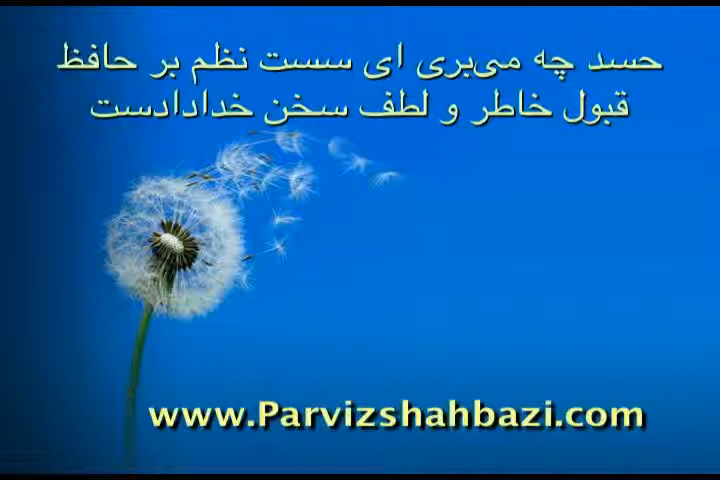 حسد چه می‌بری ای سست نظم بر حافظ
قبول خاطر و لطف سخن خدادادست
www.Parvizshahbazi.com